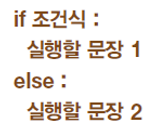 if 조건식 :
실행할 문장 1
else :
실행할 문장 2